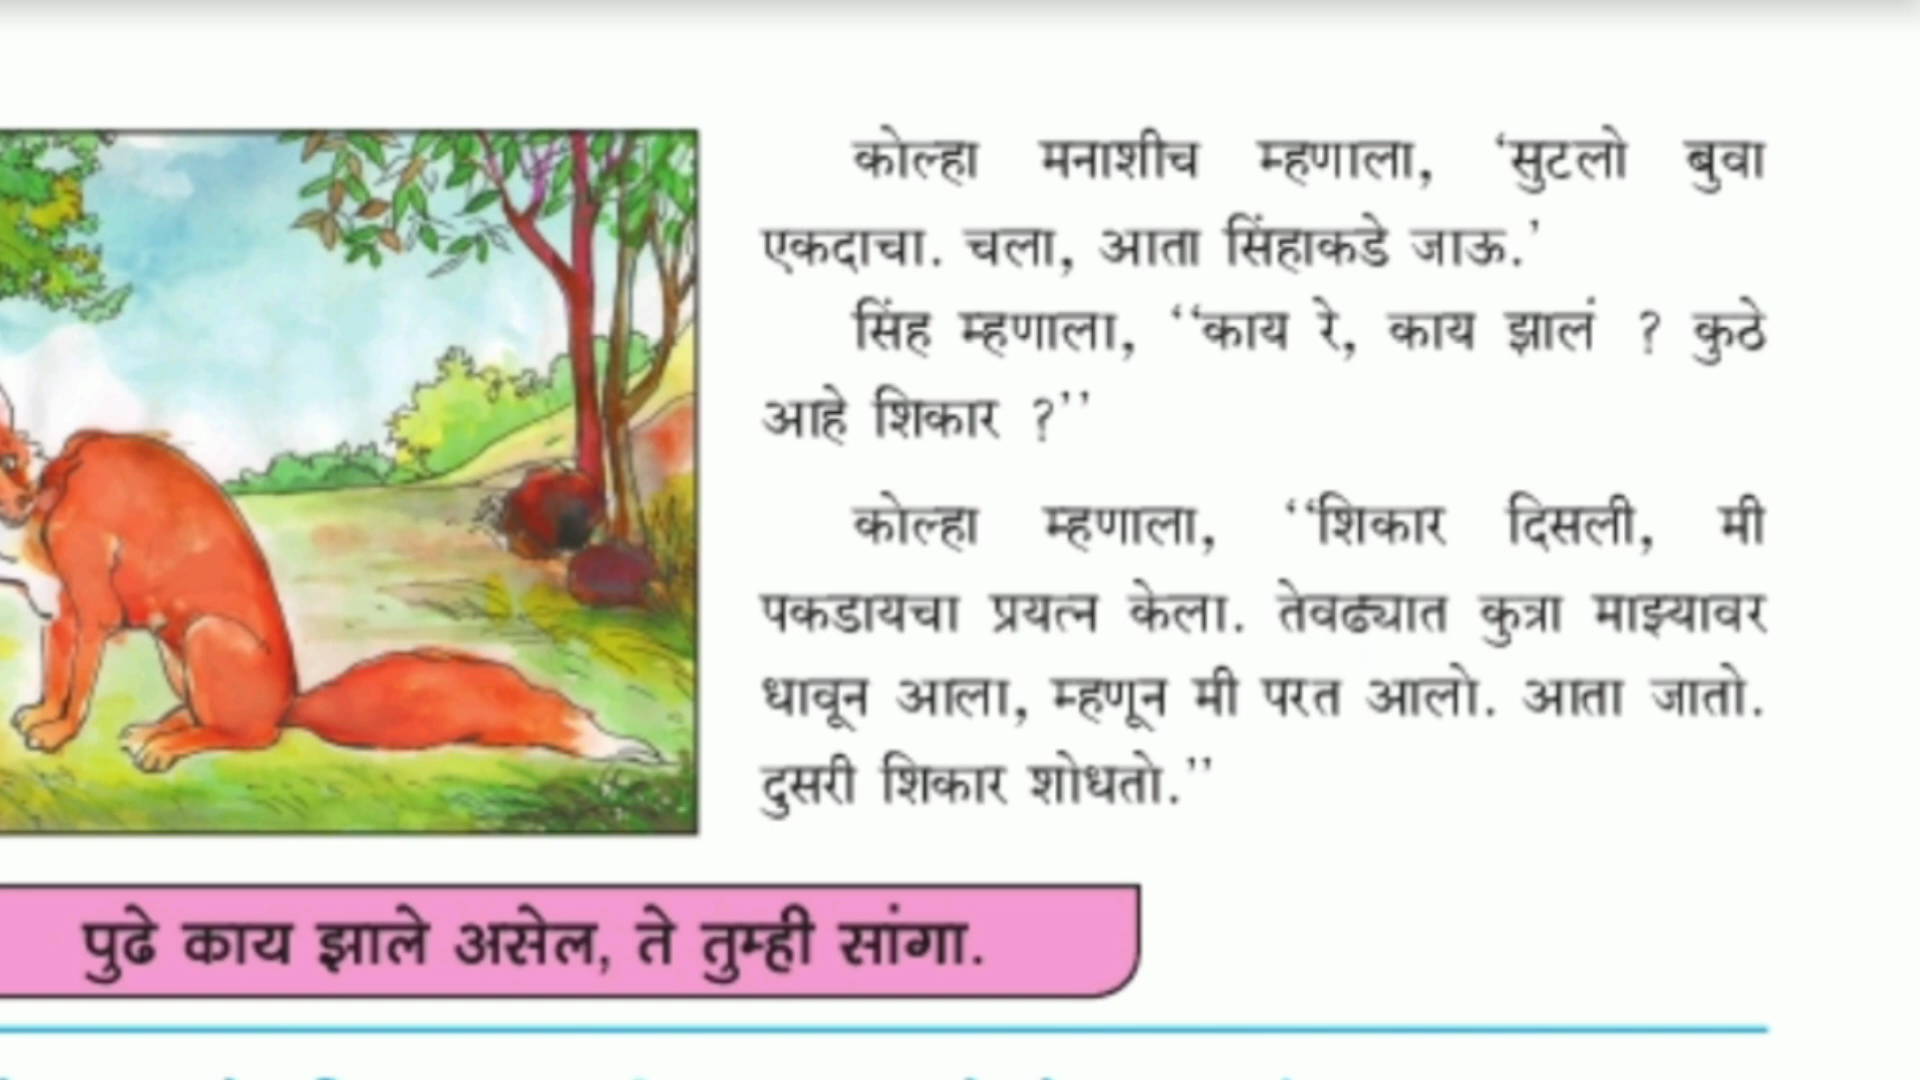 कोल्हा मनाशीच म्हणाला, ‘सुटलो बुवा
एकदाचा. चला, आता सिंहाकडे जाऊ.’
सिंह म्हणाला, ‘‘काय रे, काय झालं ? कुठे
आहे शिकार ?’’
कोल्हा म्हणाला, ‘‘शिकार दिसली, मी
पकडायचा प्रयत्न केला. तेवढ्यात कुत्रा माझ्यावर
धावून आला, म्हणून मी परत आलो. आता जातो.
दुसरी शिकार शोधतो.’’
पुढे काय झाले असेल, ते तुम्ही सांगा.